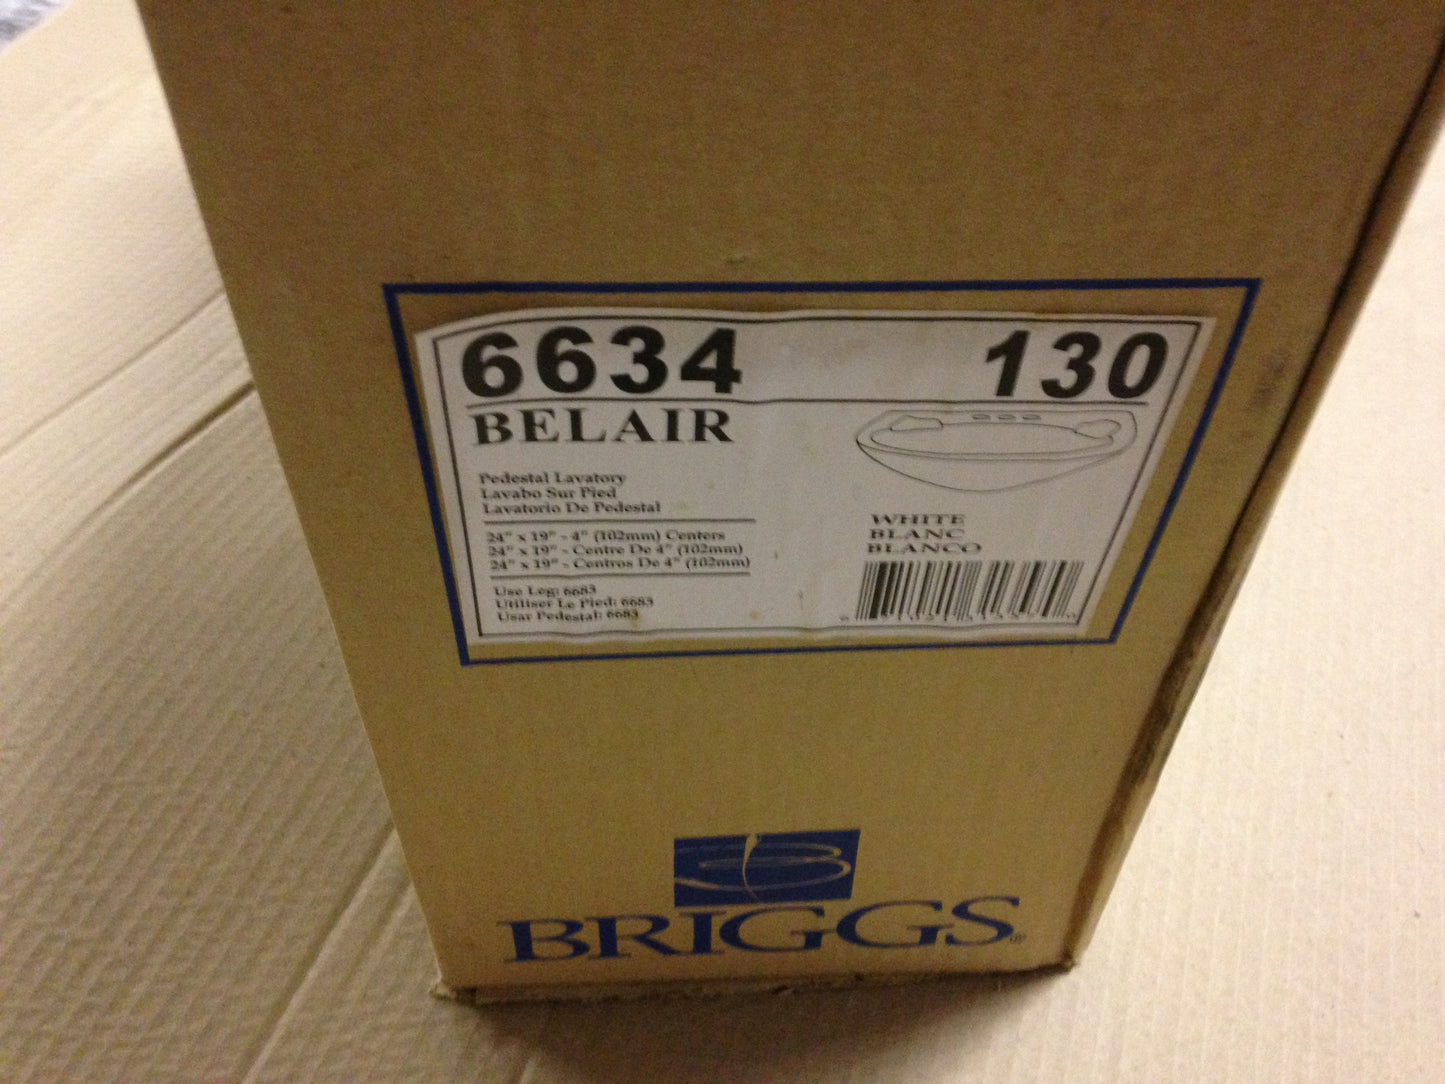 6634 130
BELAIR
Pedestal Lavatory
Lavabo Sur Pied
Lavatorio De Pedestal
24" x 19" - 4" (102mm) Centers
24" x 19" - Centre De 4" (102mm)
24" x 19" - Centros De 4" (102mm)
Use Leg: 6683
Utiliser Le Pied: 6683
Usar Pedestal: 6683
WHITE
BLANC
BLANCO
BRIGGS®